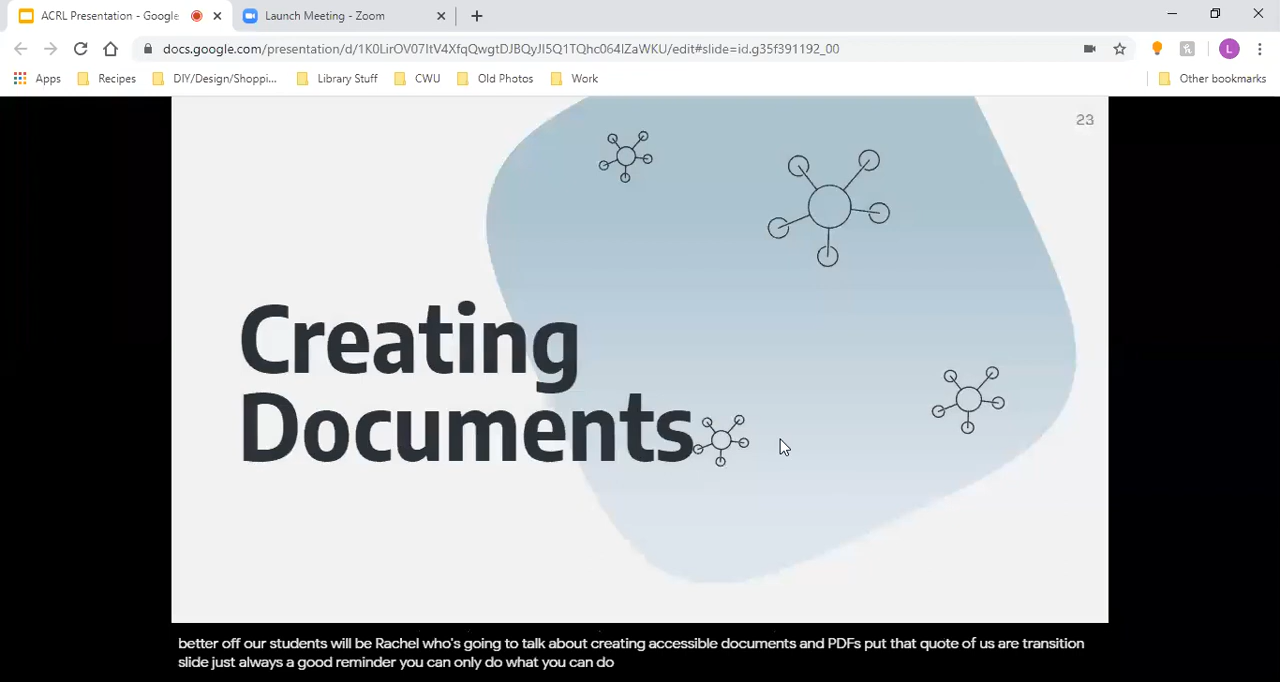 ACRL Presentation - Google
Launch Meeting - Zoom
docs.google.com/presentation/d/1K0LirOV07ItV4XfqQwgtDJBQyJI5Q1TQhc064lZaWKU/edit#slide=id.g35f391192_00
L
Apps Recipes DIY/Design/Shoppi... Library Stuff CWU Old Photos Work Other bookmarks
23
Creating
Documents
better off our students will be Rachel who's going to talk about creating accessible documents and PDFs put that quote of us are transition
slide just always a good reminder you can only do what you can do